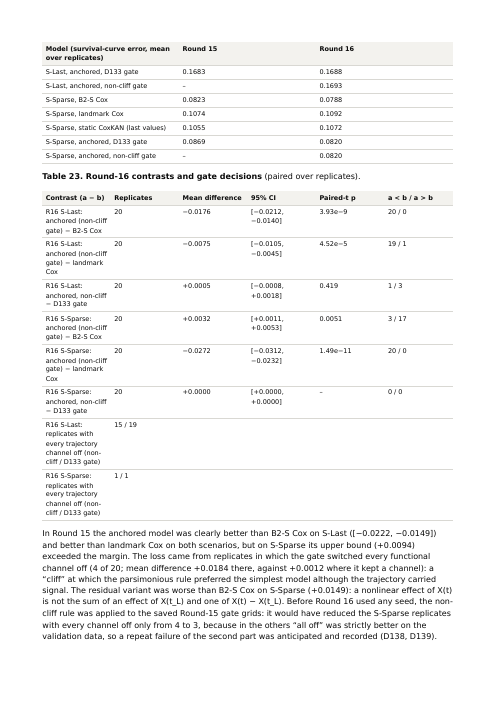 Model (survival-curve error, mean over replicates) Round 15 Round 16
S-Last, anchored, D133 gate 0.1683 0.1688
S-Last, anchored, non-cliff gate – 0.1693
S-Sparse, B2-S Cox 0.0823 0.0788
S-Sparse, landmark Cox 0.1074 0.1092
S-Sparse, static CoxKAN (last values) 0.1055 0.1072
S-Sparse, anchored, D133 gate 0.0869 0.0820
S-Sparse, anchored, non-cliff gate – 0.0820
Table 23. Round-16 contrasts and gate decisions (paired over replicates).
Contrast (a − b) Replicates Mean difference 95% CI Paired-t p a < b / a > b
R16 S-Last: anchored (non-cliff gate) − B2-S Cox 20 −0.0176 [−0.0212, −0.0140] 3.93e−9 20 / 0
R16 S-Last: anchored (non-cliff gate) − landmark Cox 20 −0.0075 [−0.0105, −0.0045] 4.52e−5 19 / 1
R16 S-Last: anchored, non-cliff − D133 gate 20 +0.0005 [−0.0008, +0.0018] 0.419 1 / 3
R16 S-Sparse: anchored (non-cliff gate) − B2-S Cox 20 +0.0032 [+0.0011, +0.0053] 0.0051 3 / 17
R16 S-Sparse: anchored (non-cliff gate) − landmark Cox 20 −0.0272 [−0.0312, −0.0232] 1.49e−11 20 / 0
R16 S-Sparse: anchored, non-cliff − D133 gate 20 +0.0000 [+0.0000, +0.0000] – 0 / 0
R16 S-Last: replicates with every trajectory channel off (non-cliff / D133 gate) 15 / 19
R16 S-Sparse: replicates with every trajectory channel off (non-cliff / D133 gate) 1 / 1
In Round 15 the anchored model was clearly better than B2-S Cox on S-Last ([−0.0222, −0.0149])
and better than landmark Cox on both scenarios, but on S-Sparse its upper bound (+0.0094)
exceeded the margin. The loss came from replicates in which the gate switched every functional
channel off (4 of 20; mean difference +0.0184 there, against +0.0012 where it kept a channel): a
“cliff” at which the parsimonious rule preferred the simplest model although the trajectory carried
signal. The residual variant was worse than B2-S Cox on S-Sparse (+0.0149): a nonlinear effect of X(t)
is not the sum of an effect of X(t_L) and one of X(t) − X(t_L). Before Round 16 used any seed, the non-
cliff rule was applied to the saved Round-15 gate grids: it would have reduced the S-Sparse replicates
with every channel off only from 4 to 3, because in the others “all off” was strictly better on the
validation data, so a repeat failure of the second part was anticipated and recorded (D138, D139).